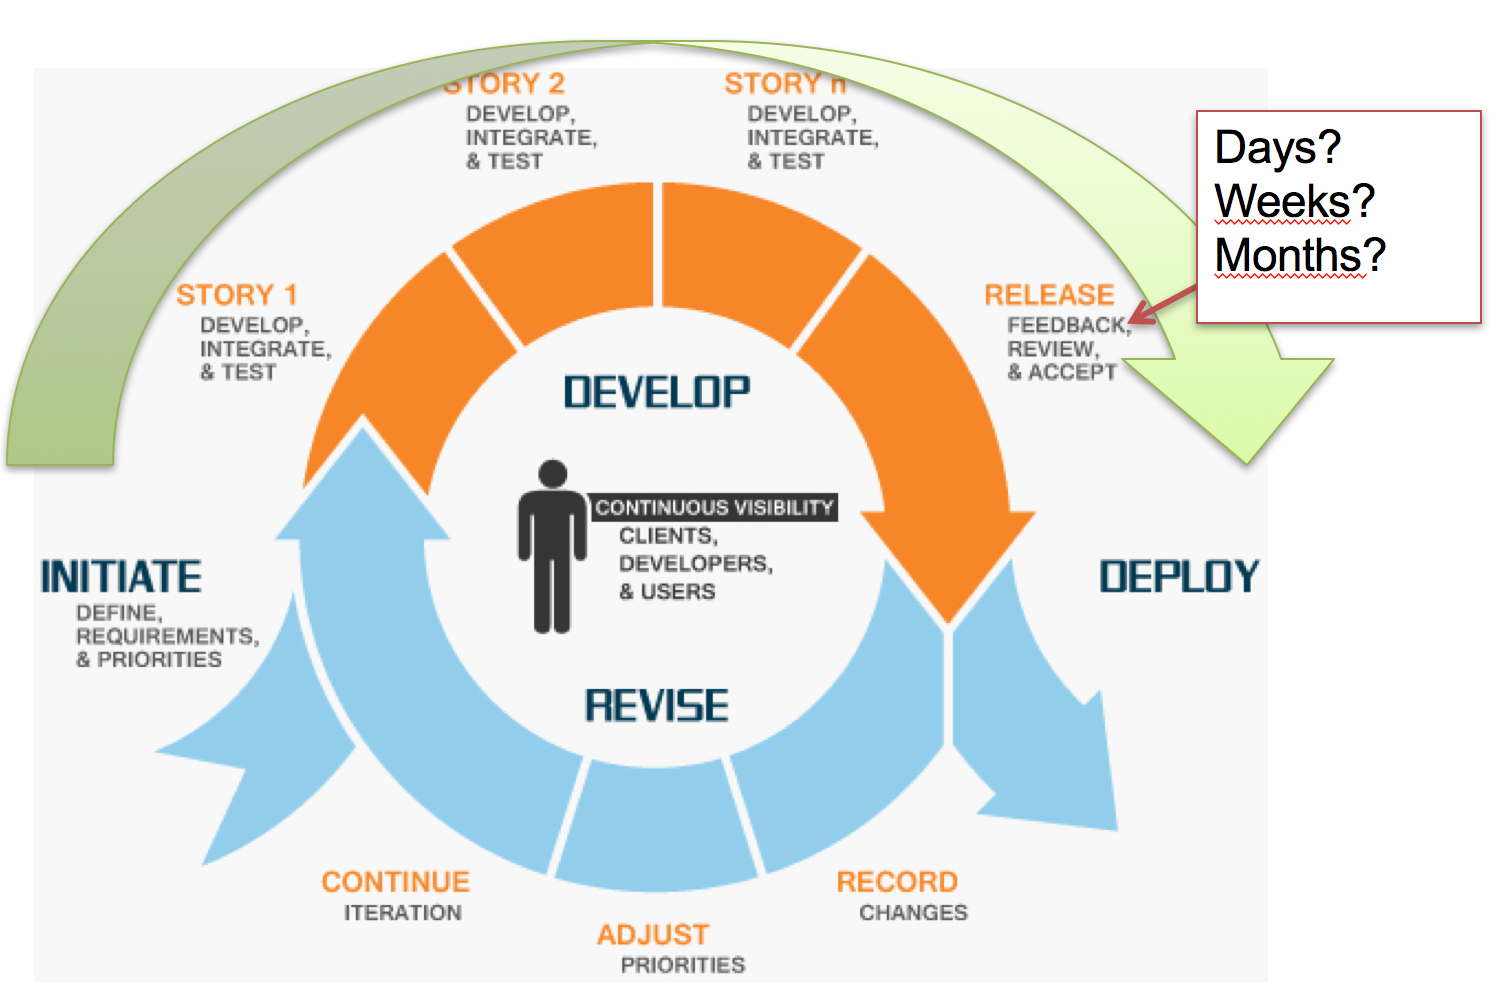 STORY 2
DEVELOP,
INTEGRATE,
& TEST
STORY n
DEVELOP,
INTEGRATE,
& TEST
Days?
Weeks?
Months?
STORY 1
DEVELOP,
INTEGRATE,
& TEST
RELEASE
FEEDBACK,
REVIEW,
& ACCEPT
DEVELOP
CONTINUOUS VISIBILITY
CLIENTS,
DEVELOPERS,
& USERS
INITIATE
DEFINE,
REQUIREMENTS,
& PRIORITIES
DEPLOY
REVISE
CONTINUE
ITERATION
RECORD
CHANGES
ADJUST
PRIORITIES